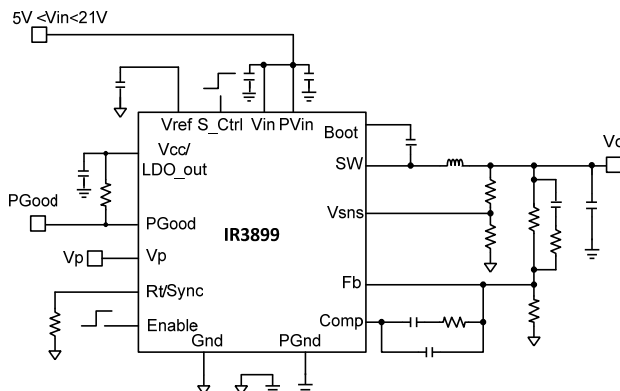 5V <Vin<21V
Vref S_Ctrl Vin PVin
Boot
Vcc/
LDO_out
SW
Vo
PGood
PGood
Vsns
IR3899
Vp
Vp
Rt/Sync
Fb
Enable
Comp
Gnd
PGnd